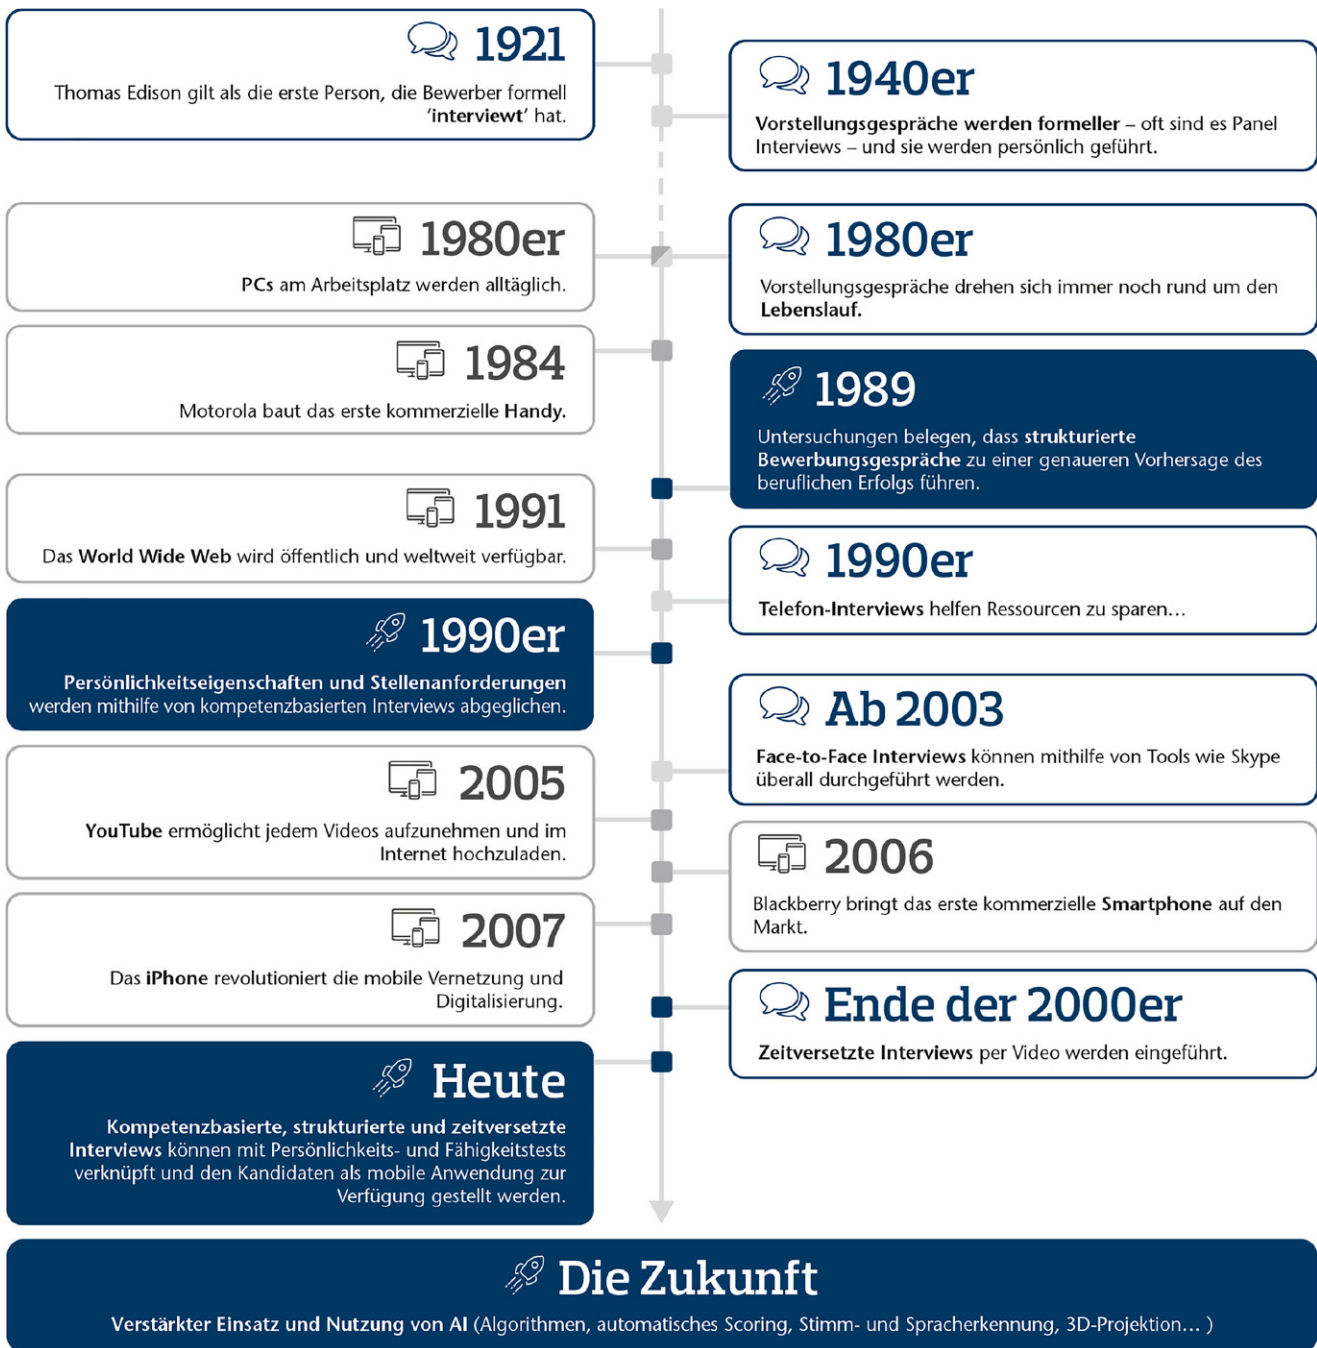 1921
Thomas Edison gilt als die erste Person, die Bewerber formell
‘interviewt‘ hat.
1940er
Vorstellungsgespräche werden formeller – oft sind es Panel
Interviews – und sie werden persönlich geführt.
1980er
PCs am Arbeitsplatz werden alltäglich.
1980er
Vorstellungsgespräche drehen sich immer noch rund um den
Lebenslauf.
1984
Motorola baut das erste kommerzielle Handy.
1989
Untersuchungen belegen, dass strukturierte
Bewerbungsgespräche zu einer genaueren Vorhersage des
beruflichen Erfolgs führen.
1991
Das World Wide Web wird öffentlich und weltweit verfügbar.
1990er
Telefon-Interviews helfen Ressourcen zu sparen…
1990er
Persönlichkeitseigenschaften und Stellenanforderungen
werden mithilfe von kompetenzbasierten Interviews abgeglichen.
Ab 2003
Face-to-Face Interviews können mithilfe von Tools wie Skype
überall durchgeführt werden.
2005
YouTube ermöglicht jedem Videos aufzunehmen und im
Internet hochzuladen.
2006
Blackberry bringt das erste kommerzielle Smartphone auf den
Markt.
2007
Das iPhone revolutioniert die mobile Vernetzung und
Digitalisierung.
Ende der 2000er
Zeitversetzte Interviews per Video werden eingeführt.
Heute
Kompetenzbasierte, strukturierte und zeitversetzte
Interviews können mit Persönlichkeits- und Fähigkeitstests
verknüpft und den Kandidaten als mobile Anwendung zur
Verfügung gestellt werden.
Die Zukunft
Verstärkter Einsatz und Nutzung von AI (Algorithmen, automatisches Scoring, Stimm- und Spracherkennung, 3D-Projektion… )